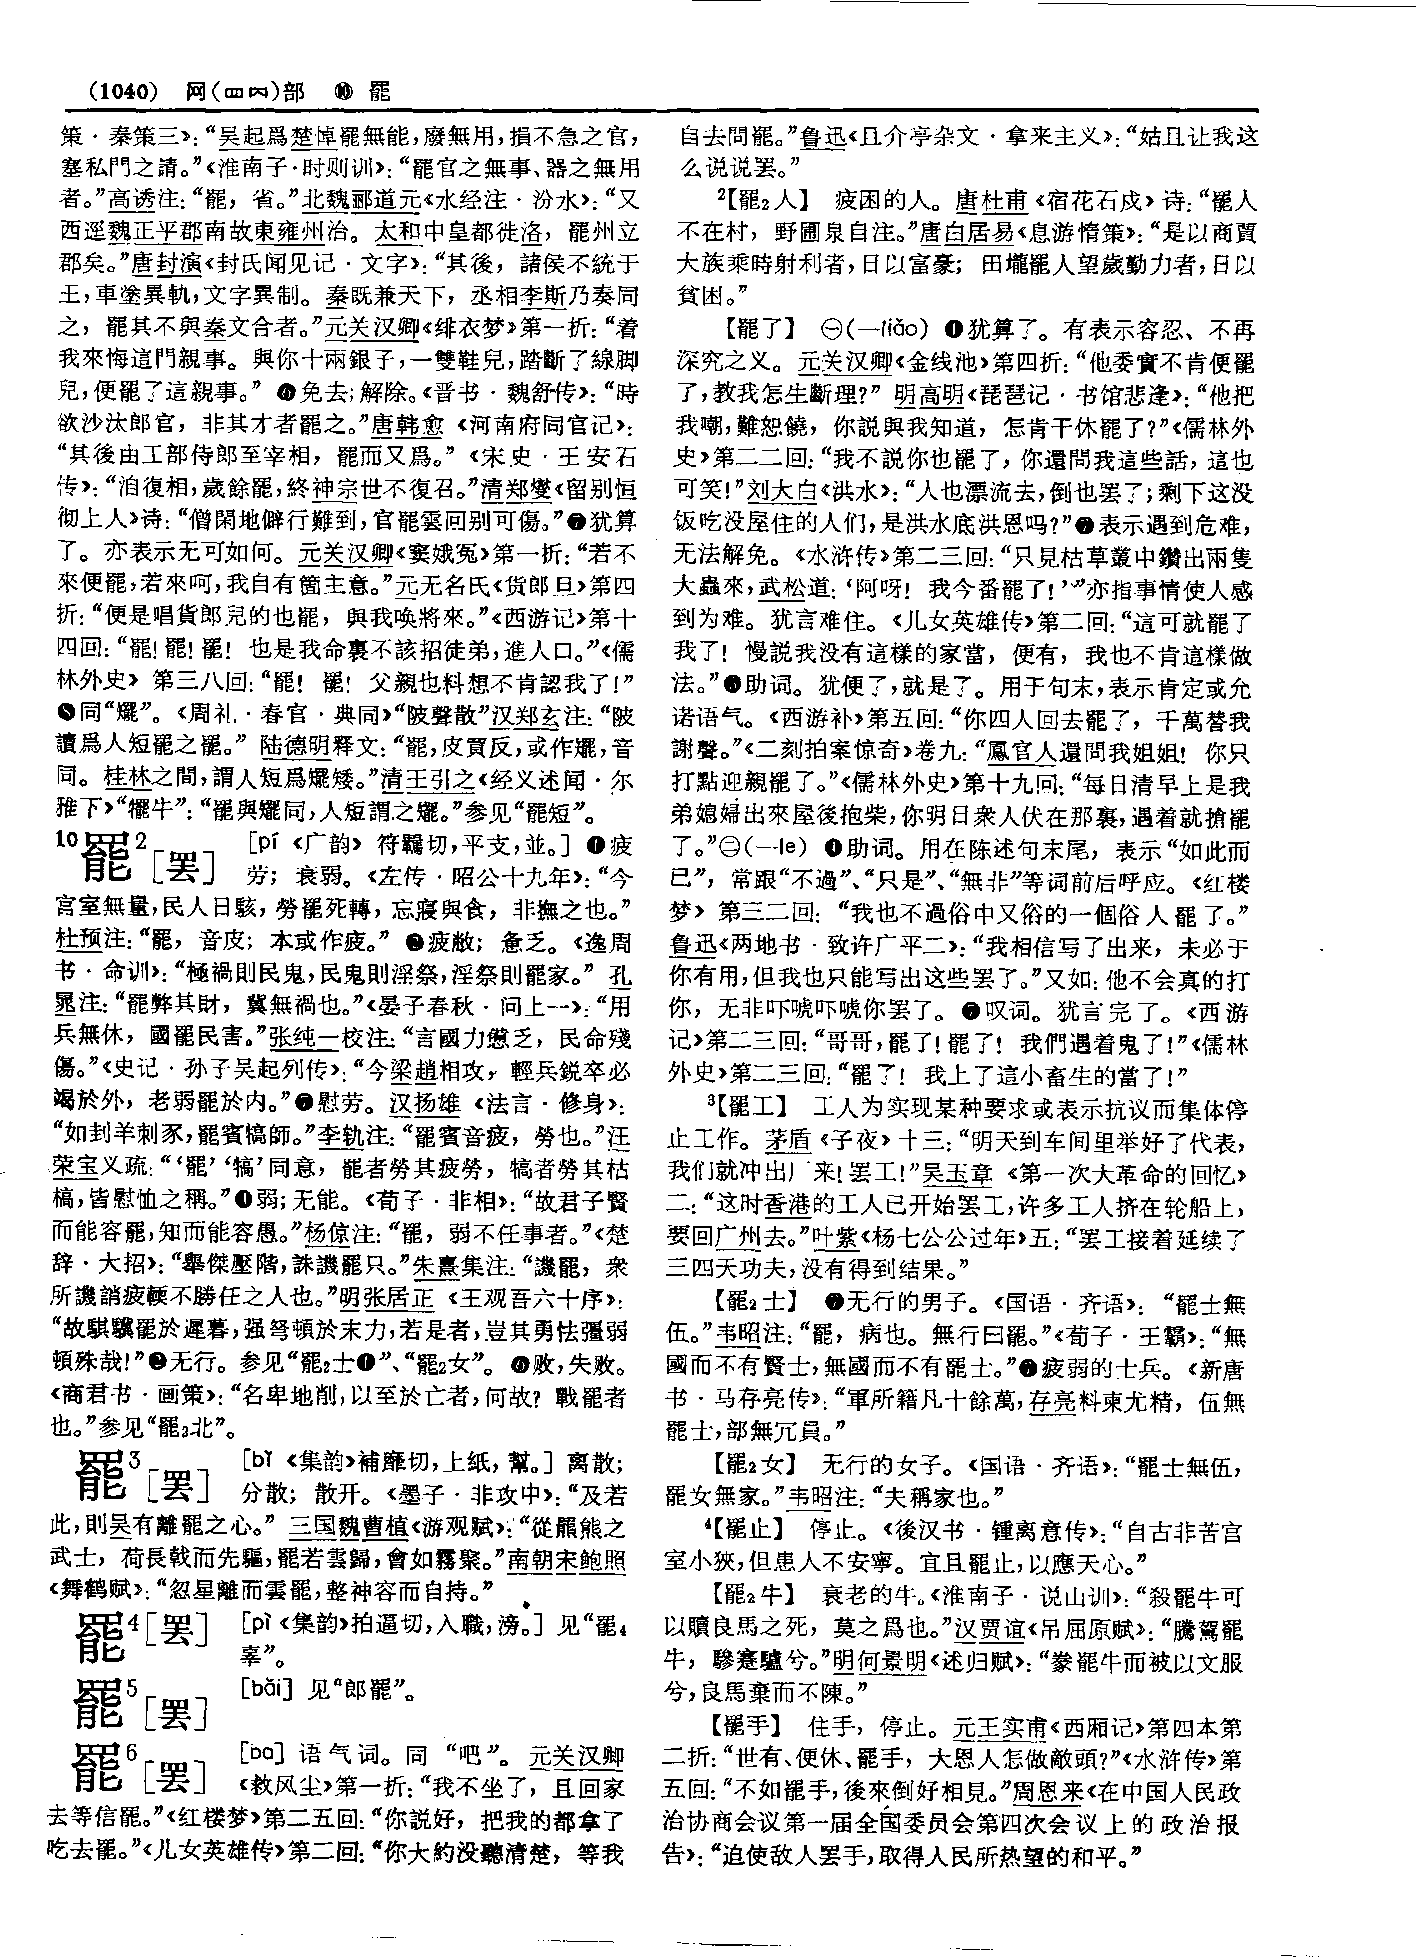 (1040) 网(罒⺳)部 ❿ 罷
策·秦策三》：“吴起爲楚悼罷無能，廢無用，損不急之官，
塞私門之請。”《淮南子·时则训》：“罷官之無事、器之無用
者。”高诱注：“罷，省。”北魏郦道元《水经注·汾水》：“又
西逕魏正平郡南故東雍州治。太和中皇都徙洛，罷州立
郡矣。”唐封演《封氏闻见记·文字》：“其後，諸侯不統于
王，車塗異軌，文字異制。秦既兼天下，丞相李斯乃奏同
之，罷其不與秦文合者。”元关汉卿《绯衣梦》第一折：“着
我來悔這門親事。與你十兩銀子，一雙鞋兒，踏斷了線脚
兒，便罷了這親事。” ❻免去；解除。《晋书·魏舒传》：“時
欲沙汰郎官，非其才者罷之。”唐韩愈《河南府同官记》：
“其後由工部侍郎至宰相，罷而又爲。”《宋史·王安石
传》：“洎復相，歲餘罷，終神宗世不復召。”清郑燮《留别恒
彻上人》诗：“僧閑地僻行難到，官罷雲回别可傷。”❼犹算
了。亦表示无可如何。元关汉卿《窦娥冤》第一折：“若不
來便罷，若來呵，我自有箇主意。”元无名氏《货郎旦》第四
折：“便是唱貨郎兒的也罷，與我唤將來。”《西游记》第十
四回：“罷！罷！罷！也是我命裏不該招徒弟，進人口。”《儒
林外史》第三八回：“罷！罷！父親也料想不肯認我了！”
❽同“矲”。《周礼·春官·典同》“陂聲散”汉郑玄注：“陂
讀爲人短罷之罷。”陆德明释文：“罷，皮買反，或作矲，音
同。桂林之間，謂人短爲矲矮。”清王引之《经义述闻·尔
雅下》“犤牛”：“罷與矲同，人短謂之矲。”参见“罷短”。
10罷2［罢］ ［pí《广韵》符羈切，平支，並。］❶疲
劳；衰弱。《左传·昭公十九年》：“今
宫室無量，民人日駭，勞罷死轉，忘寢與食，非撫之也。”
杜预注：“罷，音皮；本或作疲。” ❷疲敝；惫乏。《逸周
书·命训》：“極禍則民鬼，民鬼則淫祭，淫祭則罷家。”孔
晁注：“罷弊其財，冀無禍也。”《晏子春秋·问上一》：“用
兵無休，國罷民害。”张纯一校注：“言國力憊乏，民命殘
傷。”《史记·孙子吴起列传》：“今梁趙相攻，輕兵鋭卒必
竭於外，老弱罷於内。”❸慰劳。汉扬雄《法言·修身》：
“如刲羊刺豕，罷賓犒師。”李轨注：“罷賓音疲，勞也。”汪
荣宝义疏：“‘罷’‘犒’同意，罷者勞其疲勞，犒者勞其枯
槁，皆慰恤之稱。”❹弱；无能。《荀子·非相》：“故君子賢
而能容罷，知而能容愚。”杨倞注：“罷，弱不任事者。”《楚
辞·大招》：“舉傑壓陛，誅譏罷只。”朱熹集注：“譏罷，衆
所譏誚疲軟不勝任之人也。”明张居正《王观吾六十序》：
“故騏驥罷於遲暮，强弩頓於末力，若是者，豈其勇怯彊弱
頓殊哉！”❺无行。参见“罷₂士❶”、“罷₂女”。❻败，失败。
《商君书·画策》：“名卑地削，以至於亡者，何故？戰罷者
也。”参见“罷₂北”。
罷3［罢］ ［bǐ《集韵》補靡切，上紙，幫。］离散；
分散；散开。《墨子·非攻中》：“及若
此，則吴有離罷之心。”三国魏曹植《游观赋》：“從羆熊之
武士，荷長戟而先驅，罷若雲歸，會如霧聚。”南朝宋鲍照
《舞鹤赋》：“忽星離而雲罷，整神容而自持。”
罷4［罢］ ［pì《集韵》拍逼切，入職，滂。］见“罷₄
辜”。
罷5［罢］ ［bǎi］见“郎罷”。
罷6［罢］ ［ba］语气词。同“吧”。元关汉卿
《救风尘》第一折：“我不坐了，且回家
去等信罷。”《红楼梦》第二五回：“你説好，把我的都拿了
吃去罷。”《儿女英雄传》第二回：“你大約没聽清楚，等我
自去問罷。”鲁迅《且介亭杂文·拿来主义》：“姑且让我这
么说说罢。”
2【罷₂人】 疲困的人。唐杜甫《宿花石戍》诗：“罷人
不在村，野圃泉自注。”唐白居易《息游惰策》：“是以商賈
大族乘時射利者，日以富豪；田壠罷人望歲勤力者，日以
貧困。”
【罷了】 ㊀（—liǎo）❶犹算了。有表示容忍、不再
深究之义。元关汉卿《金线池》第四折：“他委實不肯便罷
了，教我怎生斷理？”明高明《琵琶记·书馆悲逢》：“他把
我嘲，難恕饒，你説與我知道，怎肯干休罷了？”《儒林外
史》第二二回：“我不説你也罷了，你還問我這些話，這也
可笑！”刘大白《洪水》：“人也漂流去，倒也罢了；剩下这没
饭吃没屋住的人们，是洪水底洪恩吗？”❷表示遇到危难，
无法解免。《水浒传》第二三回：“只見枯草叢中鑽出兩隻
大蟲來，武松道：‘阿呀！我今番罷了！’”亦指事情使人感
到为难。犹言难住。《儿女英雄传》第二回：“這可就罷了
我了！慢説我没有這樣的家當，便有，我也不肯這樣做
法。”❸助词。犹便了，就是了。用于句末，表示肯定或允
诺语气。《西游补》第五回：“你四人回去罷了，千萬替我
謝聲。”《二刻拍案惊奇》卷九：“鳳官人還問我姐姐！你只
打點迎親罷了。”《儒林外史》第十九回：“每日清早上是我
弟媳婦出來屋後抱柴，你明日衆人伏在那裏，遇着就搶罷
了。”㊁（—le）❶助词。用在陈述句末尾，表示“如此而
已”，常跟“不過”、“只是”、“無非”等词前后呼应。《红楼
梦》第三二回：“我也不過俗中又俗的一個俗人罷了。”
鲁迅《两地书·致许广平二》：“我相信写了出来，未必于
你有用，但我也只能写出这些罢了。”又如：他不会真的打
你，无非吓唬吓唬你罢了。❷叹词。犹言完了。《西游
记》第二三回：“哥哥，罷了！罷了！我們遇着鬼了！”《儒林
外史》第二三回：“罷了！我上了這小畜生的當了！”
3【罷工】 工人为实现某种要求或表示抗议而集体停
止工作。茅盾《子夜》十三：“明天到车间里举好了代表，
我们就冲出厂来！罢工！”吴玉章《第一次大革命的回忆》
二：“这时香港的工人已开始罢工，许多工人挤在轮船上，
要回广州去。”叶紫《杨七公公过年》五：“罢工接着延续了
三四天功夫，没有得到结果。”
【罷₂士】 ❶无行的男子。《国语·齐语》：“罷士無
伍。”韦昭注：“罷，病也。無行曰罷。”《荀子·王霸》：“無
國而不有賢士，無國而不有罷士。”❷疲弱的士兵。《新唐
书·马存亮传》：“軍所籍凡十餘萬，存亮料柬尤精，伍無
罷士，部無冗員。”
【罷₂女】 无行的女子。《国语·齐语》：“罷士無伍，
罷女無家。”韦昭注：“夫稱家也。”
4【罷止】 停止。《後汉书·锺离意传》：“自古非苦宫
室小狹，但患人不安寧。宜且罷止，以應天心。”
【罷₂牛】 衰老的牛。《淮南子·说山训》：“殺罷牛可
以贖良馬之死，莫之爲也。”汉贾谊《吊屈原赋》：“騰駕罷
牛，驂蹇驢兮。”明何景明《述归赋》：“豢罷牛而被以文服
兮，良馬棄而不陳。”
【罷手】 住手，停止。元王实甫《西厢记》第四本第
二折：“世有、便休、罷手，大恩人怎做敵頭？”《水浒传》第
五回：“不如罷手，後來倒好相見。”周恩来《在中国人民政
治协商会议第一届全国委员会第四次会议上的政治报
告》：“迫使敌人罢手，取得人民所热望的和平。”